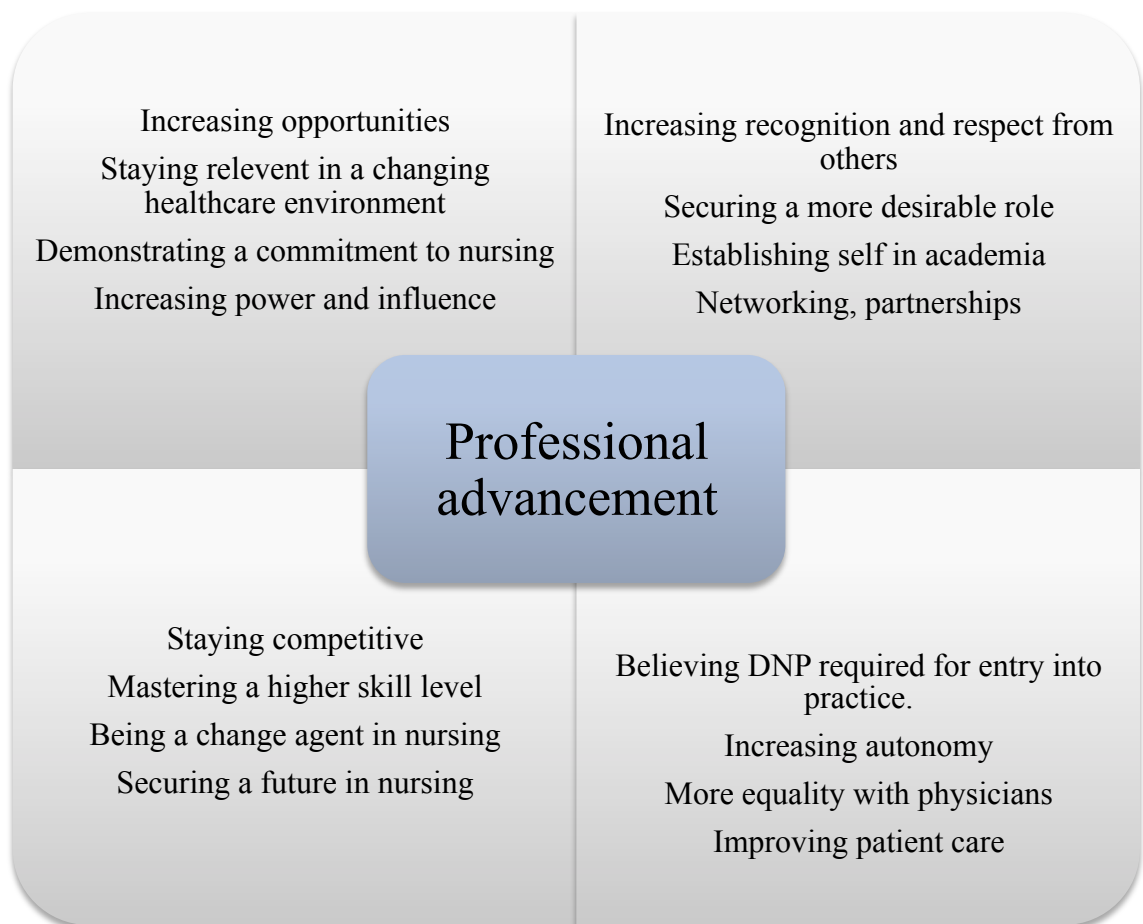 Increasing opportunities
Staying relevent in a changing
healthcare environment
Demonstrating a commitment to nursing
Increasing power and influence
Increasing recognition and respect from
others
Securing a more desirable role
Establishing self in academia
Networking, partnerships
Professional
advancement
Staying competitive
Mastering a higher skill level
Being a change agent in nursing
Securing a future in nursing
Believing DNP required for entry into
practice.
Increasing autonomy
More equality with physicians
Improving patient care